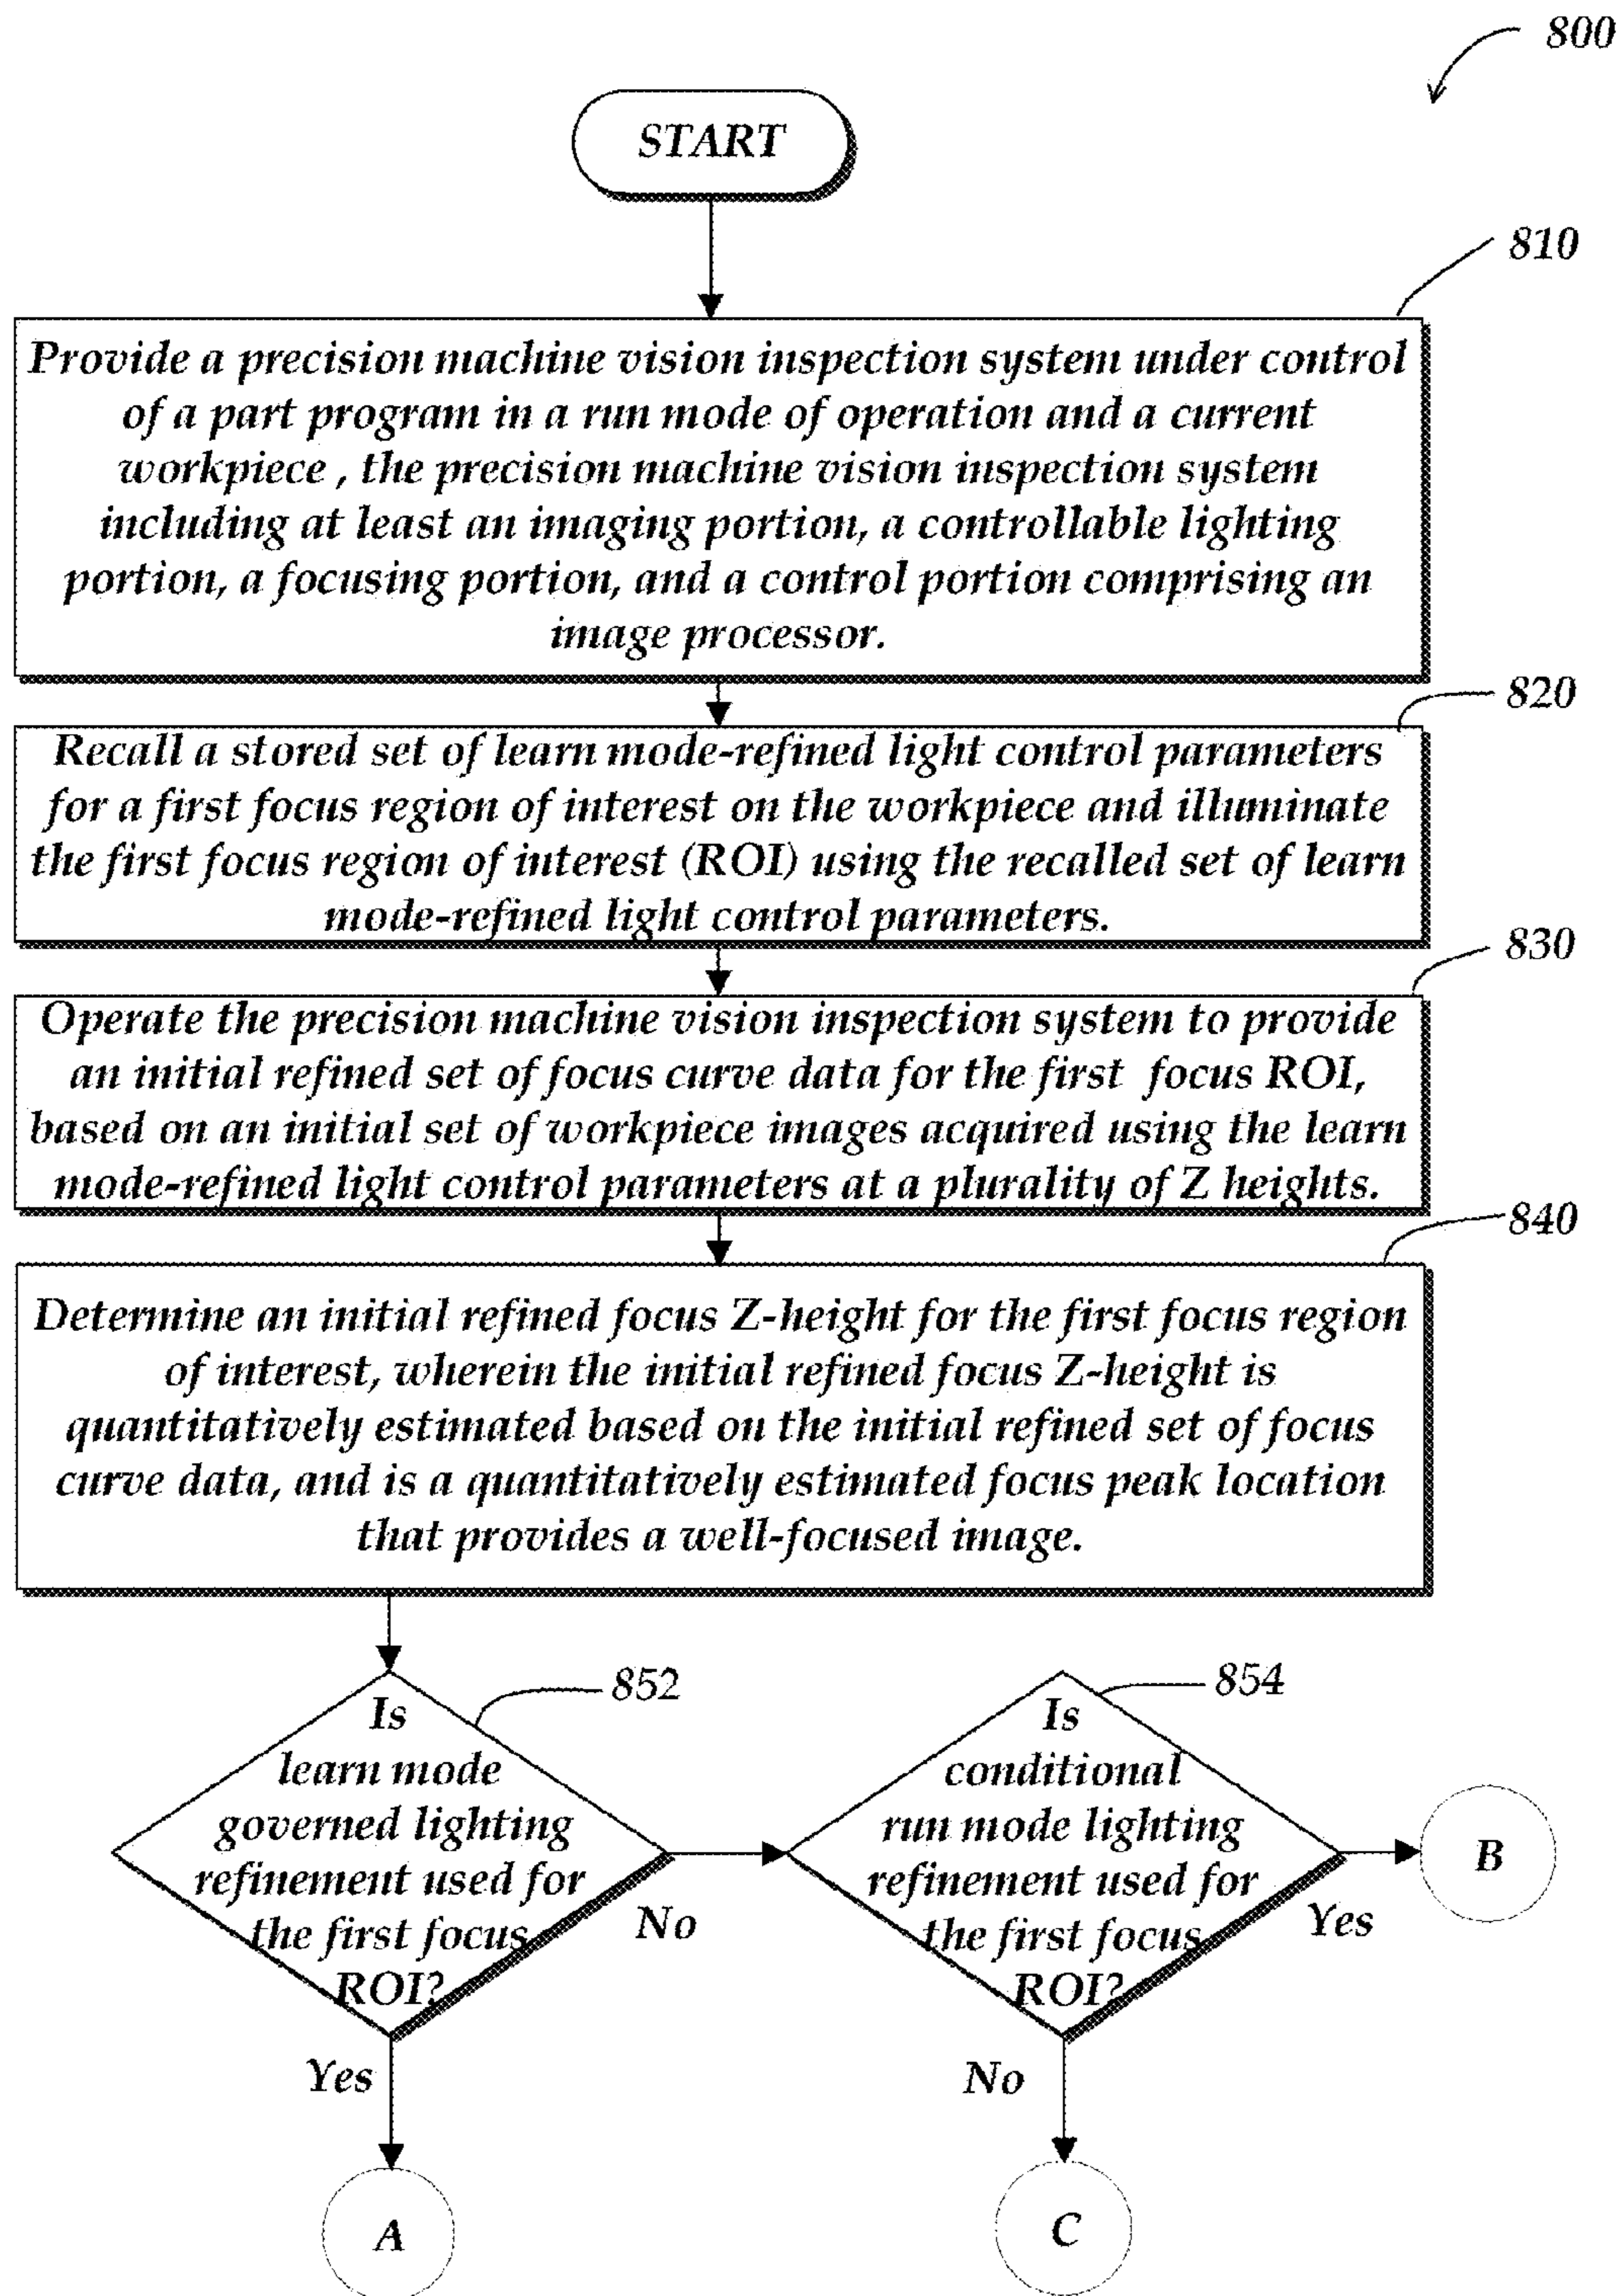 800
START
810
Provide a precision machine vision inspection system under control
of a part program in a run mode of operation and a current
workpiece , the precision machine vision inspection system
including at least an imaging portion, a controllable lighting
portion, a focusing portion, and a control portion comprising an
image processor.
820
Recall a stored set of learn mode-refined light control parameters
for a first focus region of interest on the workpiece and illuminate
the first focus region of interest (ROI) using the recalled set of learn
mode-refined light control parameters.
830
Operate the precision machine vision inspection system to provide
an initial refined set of focus curve data for the first focus ROI,
based on an initial set of workpiece images acquired using the learn
mode-refined light control parameters at a plurality of Z heights.
840
Determine an initial refined focus Z-height for the first focus region
of interest, wherein the initial refined focus Z-height is
quantitatively estimated based on the initial refined set of focus
curve data, and is a quantitatively estimated focus peak location
that provides a well-focused image.
852
Is
learn mode
governed lighting
refinement used for
the first focus
ROI?
No
Yes
A
854
Is
conditional
run mode lighting
refinement used for
the first focus
ROI?
Yes
B
No
C